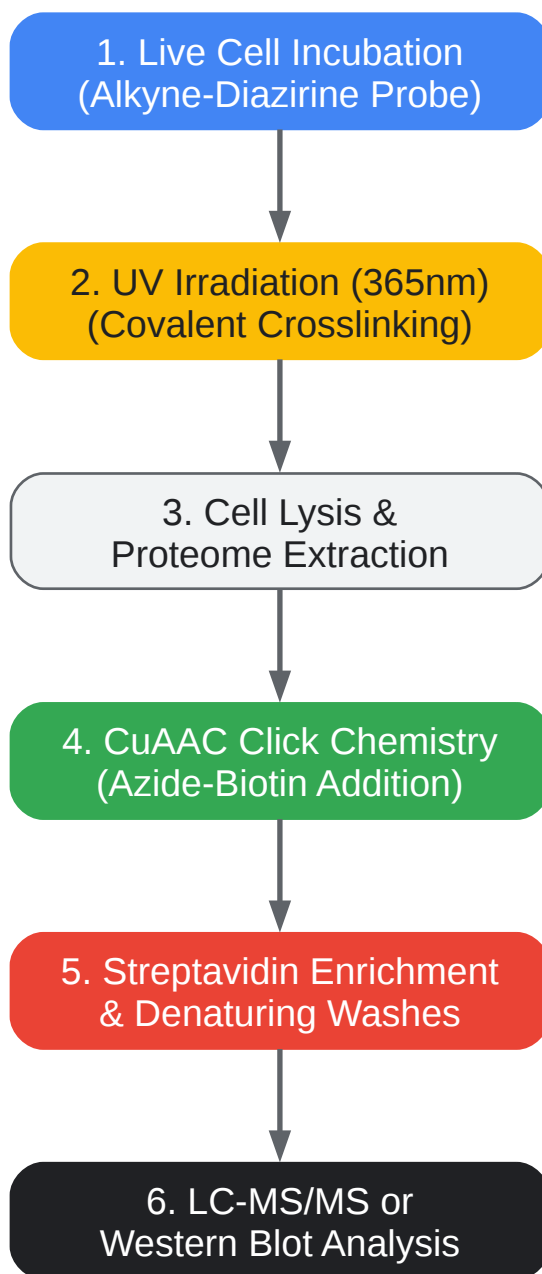 1. Live Cell Incubation
(Alkyne-Diazirine Probe)
2. UV Irradiation (365nm)
(Covalent Crosslinking)
3. Cell Lysis &
Proteome Extraction
4. CuAAC Click Chemistry
(Azide-Biotin Addition)
5. Streptavidin Enrichment
& Denaturing Washes
6. LC-MS/MS or
Western Blot Analysis